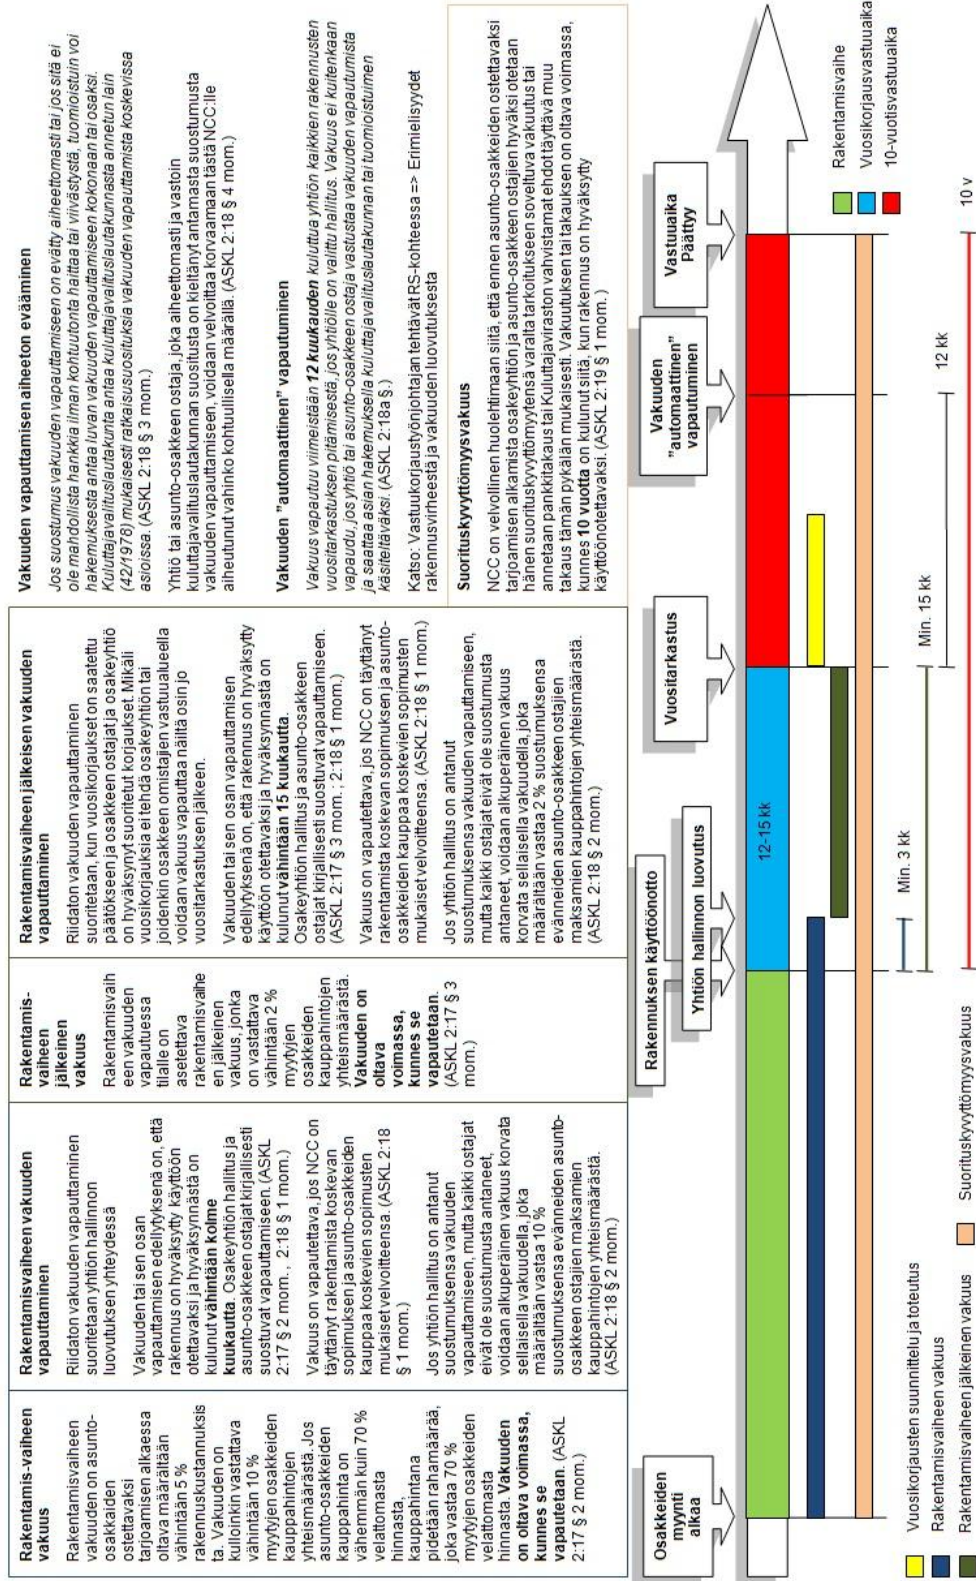 Rakentamis-vaiheen
vakuus
Rakentamisvaiheen
vakuuden on asunto-
osakkaiden
ostettavaksi
tarjoamisen alkaessa
oltava määrältään
vähintään 5 %
rakennuskustannuksis
ta. Vakuuden on
kulloinkin vastattava
vähintään 10 %
myytyjen osakkeiden
kauppahintojen
yhteismäärästä. Jos
asunto-osakkeiden
kauppahinta on
vähemmän kuin 70 %
velattomasta
hinnasta,
kauppahintana
pidetään rahamäärää,
joka vastaa 70 %
myytyjen osakkeiden
velattomasta
hinnasta. Vakuuden
on oltava voimassa,
kunnes se
vapautetaan. (ASKL
2:17 § 2 mom.)
Rakentamisvaiheen vakuuden
vapauttaminen
Riidaton vakuuden vapauttaminen
suoritetaan yhtiön hallinnon
luovutuksen yhteydessä
Vakuuden tai sen osan
vapauttamisen edellytyksenä on, että
rakennus on hyväksytty käyttöön
otettavaksi ja hyväksynnästä on
kulunut vähintään kolme
kuukautta. Osakeyhtiön hallitus ja
asunto-osakkeen ostajat kirjallisesti
suostuvat vapauttamiseen. (ASKL
2:17 § 2 mom. , 2:18 § 1 mom.)
Vakuus on vapautettava, jos NCC on
täyttänyt rakentamista koskevan
sopimuksen ja asunto-osakkeiden
kauppaa koskevien sopimusten
mukaiset velvoitteensa. (ASKL 2:18
§ 1 mom.)
Jos yhtiön hallitus on antanut
suostumuksensa vakuuden
vapauttamiseen, mutta kaikki ostajat
eivät ole suostumusta antaneet,
voidaan alkuperäinen vakuus korvata
sellaisella vakuudella, joka
määrältään vastaa 10 %
suostumuksensa evänneiden asunto-
osakkeen ostajien maksamien
kauppahintojen yhteismäärästä.
(ASKL 2:18 § 2 mom.)
Rakentamis-
vaiheen
jälkeinen
vakuus
Rakentamisvaih
een vakuuden
vapautuessa
tilalle on
asetettava
rakentamisvaihe
en jälkeinen
vakuus, jonka
on vastattava
vähintään 2 %
myytyjen
osakkeiden
kauppahintojen
yhteismäärästä.
Vakuuden on
oltava
voimassa,
kunnes se
vapautetaan.
(ASKL 2:17 § 3
mom.)
Rakentamisvaiheen jälkeisen vakuuden
vapauttaminen
Riidaton vakuuden vapauttaminen
suoritetaan, kun vuosikorjaukset on saatettu
päätökseen ja osakkeen ostajat ja osakeyhtiö
on hyväksynyt suoritetut korjaukset. Mikäli
vuosikorjauksia ei tehdä osakeyhtiön tai
joidenkin osakkeen omistajien vastuualueella
voidaan vakuus vapauttaa näiltä osin jo
vuositarkastuksen jälkeen.
Vakuuden tai sen osan vapauttamisen
edellytyksenä on, että rakennus on hyväksytty
käyttöön otettavaksi ja hyväksynnästä on
kulunut vähintään 15 kuukautta.
Osakeyhtiön hallitus ja asunto-osakkeen
ostajat kirjallisesti suostuvat vapauttamiseen.
(ASKL 2:17 § 3 mom. ; 2:18 § 1 mom.)
Vakuus on vapautettava, jos NCC on täyttänyt
rakentamista koskevan sopimuksen ja asunto-
osakkeiden kauppaa koskevien sopimusten
mukaiset velvoitteensa. (ASKL 2:18 § 1 mom.)
Jos yhtiön hallitus on antanut
suostumuksensa vakuuden vapauttamiseen,
mutta kaikki ostajat eivät ole suostumusta
antaneet, voidaan alkuperäinen vakuus
korvata sellaisella vakuudella, joka
määrältään vastaa 2 % suostumuksensa
evänneiden asunto-osakkeen ostajien
maksamien kauppahintojen yhteismäärästä.
(ASKL 2:18 § 2 mom.)
Vakuuden vapauttamisen aiheeton evääminen
Jos suostumus vakuuden vapauttamiseen on evätty aiheettomasti tai jos sitä ei
ole mahdollista hankkia ilman kohtuutonta haittaa tai viivästystä, tuomioistuin voi
hakemuksesta antaa luvan vakuuden vapauttamiseen kokonaan tai osaksi.
Kuluttajavalituslautakunta antaa kuluttajavalituslautakunnasta annetun lain
(42/1978) mukaisesti ratkaisusuosituksia vakuuden vapauttamista koskevissa
asioissa. (ASKL 2:18 § 3 mom.)
Yhtiö tai asunto-osakkeen ostaja, joka aiheettomasti ja vastoin
kuluttajavalituslautakunnan suositusta on kieltänyt antamasta suostumusta
vakuuden vapauttamiseen, voidaan velvoittaa korvaamaan tästä NCC:lle
aiheutunut vahinko kohtuullisella määrällä. (ASKL 2:18 § 4 mom.)
Vakuuden "automaattinen" vapautuminen
Vakuus vapautuu viimeistään 12 kuukauden kuluttua yhtiön kaikkien rakennusten
vuositarkastuksen pitämisestä, jos yhtiölle on valittu hallitus. Vakuus ei kuitenkaan
vapaudu, jos yhtiö tai asunto-osakkeen ostaja vastustaa vakuuden vapautumista
ja saattaa asian hakemuksella kuluttajavalituslautakunnan tai tuomioistuimen
käsiteltäväksi. (ASKL 2:18a §.)
Katso: Vastuukorjaustyönjohtajan tehtävät RS-kohteessa => Erimielisyydet
rakennusvirheestä ja vakuuden luovutuksesta
Suorituskyvyttömyysvakuus
NCC on velvollinen huolehtimaan siitä, että ennen asunto-osakkeiden ostettavaksi
tarjoamisen alkamista osakeyhtiön ja asunto-osakkeen ostajien hyväksi otetaan
hänen suorituskyvyttömyytensä varalta tarkoitukseen soveltuva vakuutus tai
annetaan pankkitakaus tai Kuluttajaviraston vahvistamat ehdot täyttävä muu
takaus tämän pykälän mukaisesti. Vakuutuksen tai takauksen on oltava voimassa,
kunnes 10 vuotta on kulunut siitä, kun rakennus on hyväksytty
käyttöönotettavaksi. (ASKL 2:19 § 1 mom.)
Osakkeiden
myynti
alkaa
Rakennuksen käyttöönotto
Yhtiön hallinnon luovutus
Vuositarkastus
Vakuuden
"automaattinen"
vapautuminen
Vastuuaika
Päättyy
12-15 kk
Rakentamisvaihe
Vuosikorjausvastuuaika
10-vuotisvastuuaika
Min. 3 kk
Min. 15 kk
12 kk
10 v
Vuosikorjausten suunnittelu ja toteutus
Rakentamisvaiheen vakuus
Rakentamisvaiheen jälkeinen vakuus
Suorituskyvyttömyysvakuus